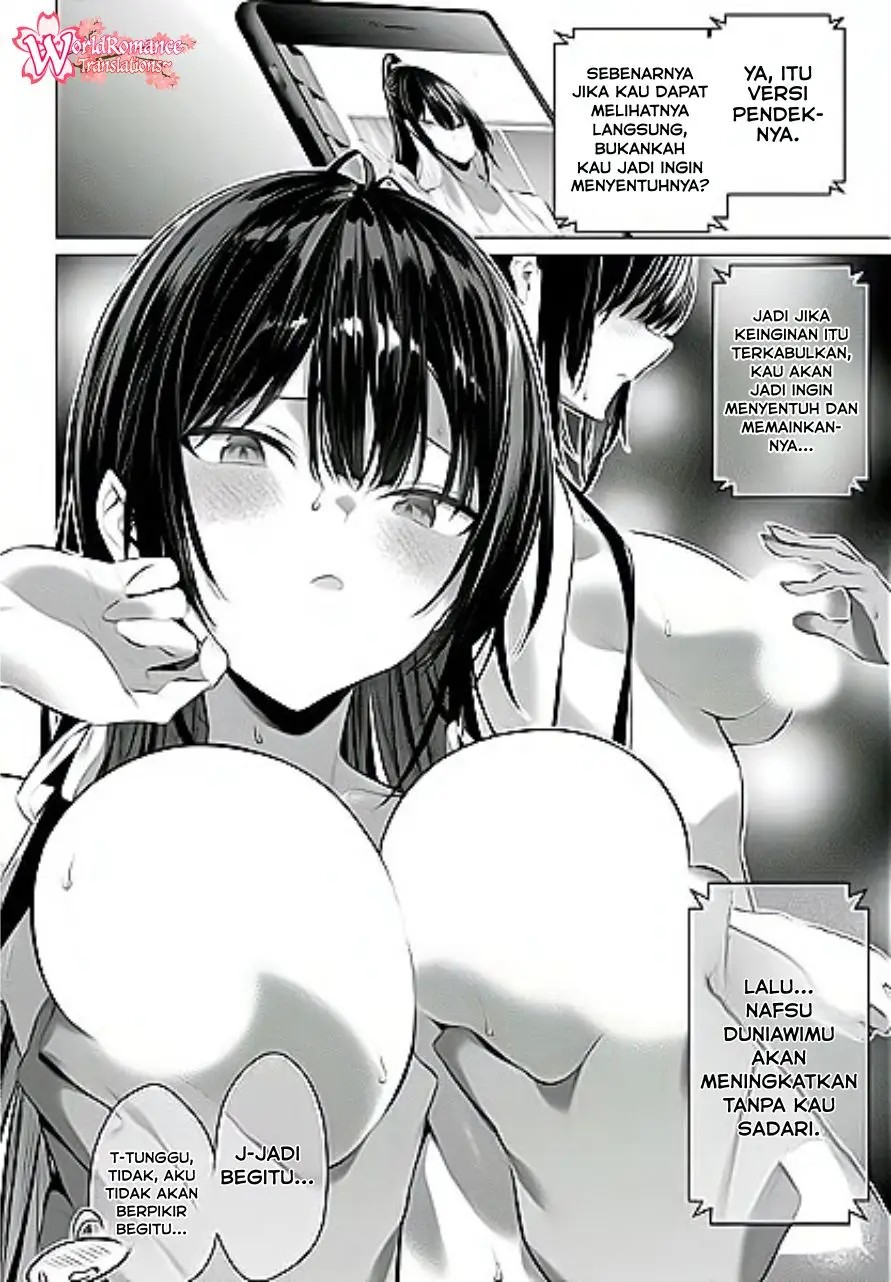 WorldRomance
Translations
YA, ITU
VERSI
PENDEK-
NYA.
SEBENARNYA
JIKA KAU DAPAT
MELIHATNYA
LANGSUNG,
BUKANKAH
KAU JADI INGIN
MENYENTUHNYA?
JADI JIKA
KEINGINAN ITU
TERKABULKAN,
KAU AKAN
JADI INGIN
MENYENTUH DAN
MEMAINKAN-
NYA...
LALU...
NAFSU
DUNIAWIMU
AKAN
MENINGKATKAN
TANPA KAU
SADARI.
J-JADI
BEGITU...
T-TUNGGU,
TIDAK, AKU
TIDAK AKAN
BERPIKIR
BEGITU...